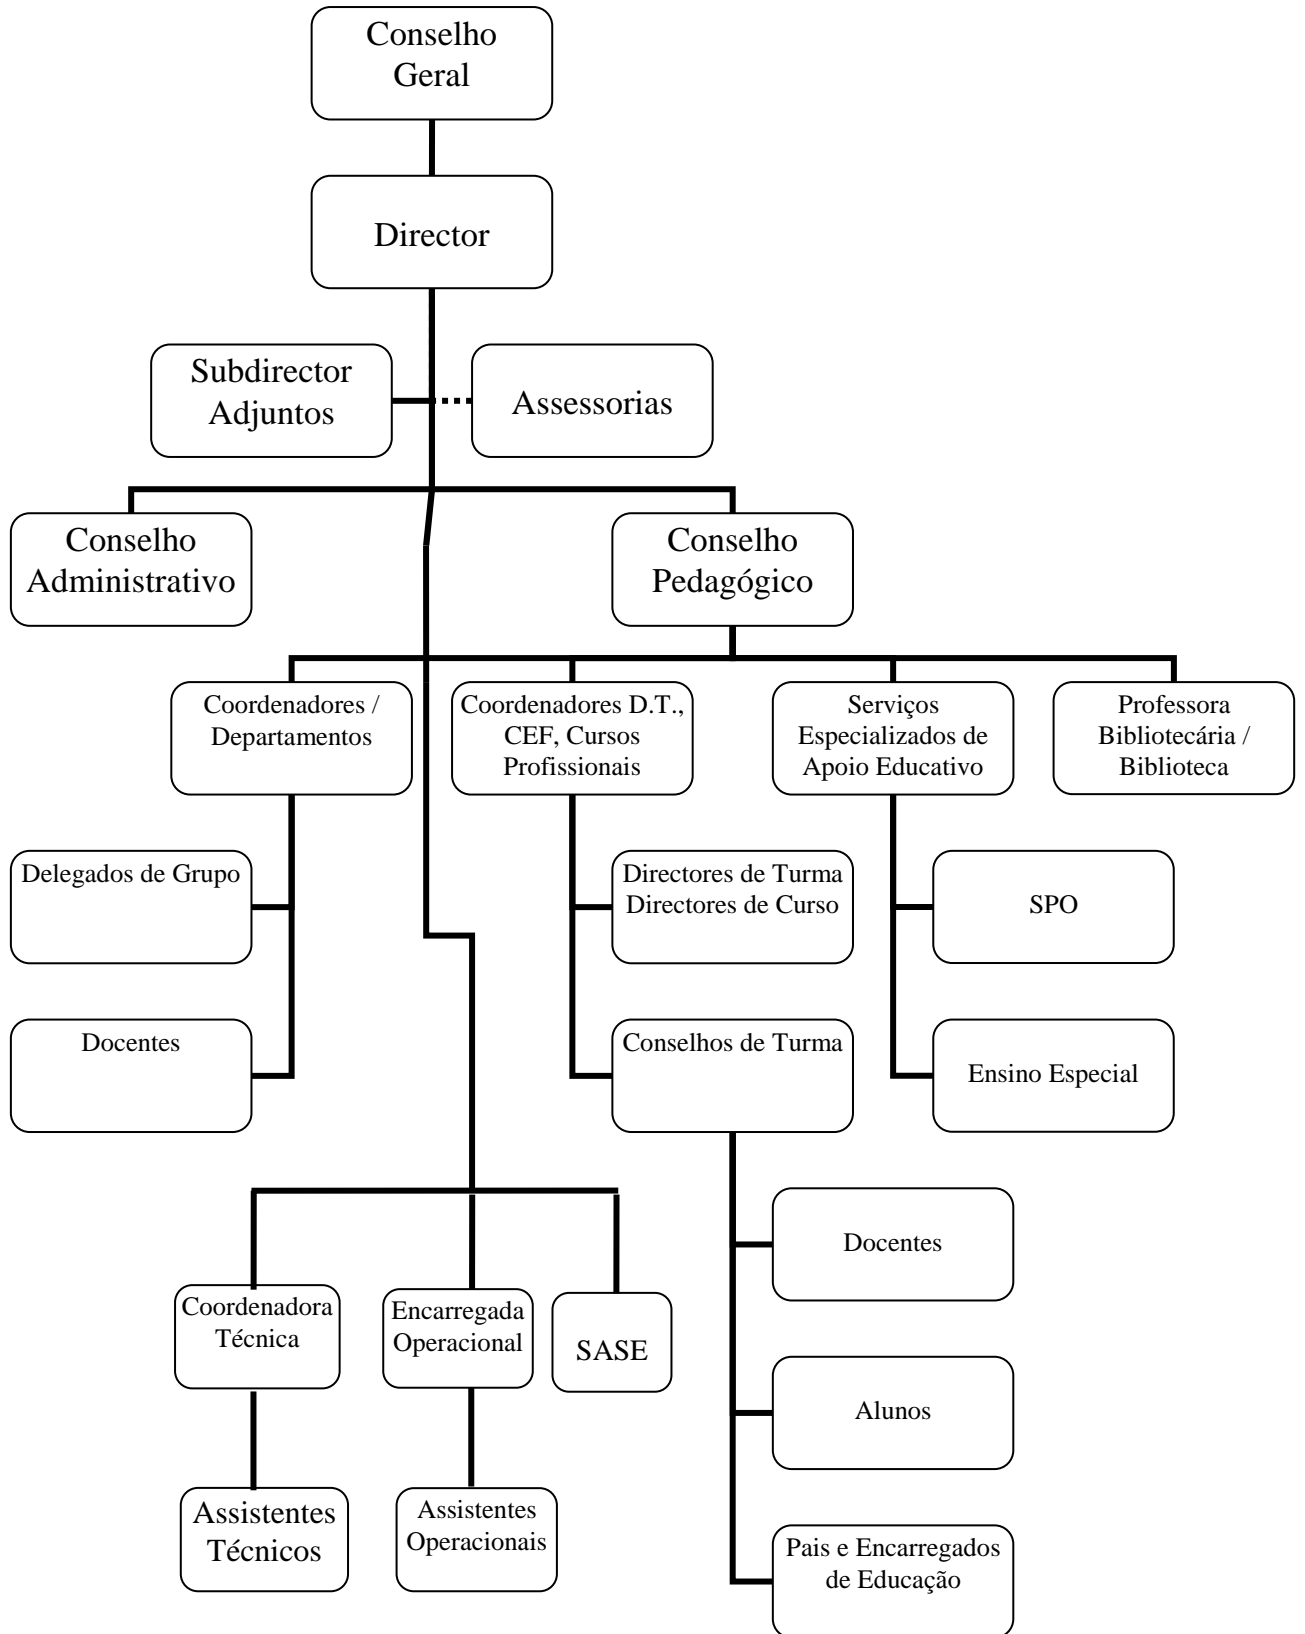 Conselho
Geral
Director
Subdirector
Adjuntos
Assessorias
Conselho
Administrativo
Conselho
Pedagógico
Coordenadores /
Departamentos
Coordenadores D.T.,
CEF, Cursos
Profissionais
Serviços
Especializados de
Apoio Educativo
Professora
Bibliotecária /
Biblioteca
Delegados de Grupo
Directores de Turma
Directores de Curso
SPO
Docentes
Conselhos de Turma
Ensino Especial
Docentes
Coordenadora
Técnica
Encarregada
Operacional
SASE
Alunos
Assistentes
Técnicos
Assistentes
Operacionais
Pais e Encarregados
de Educação